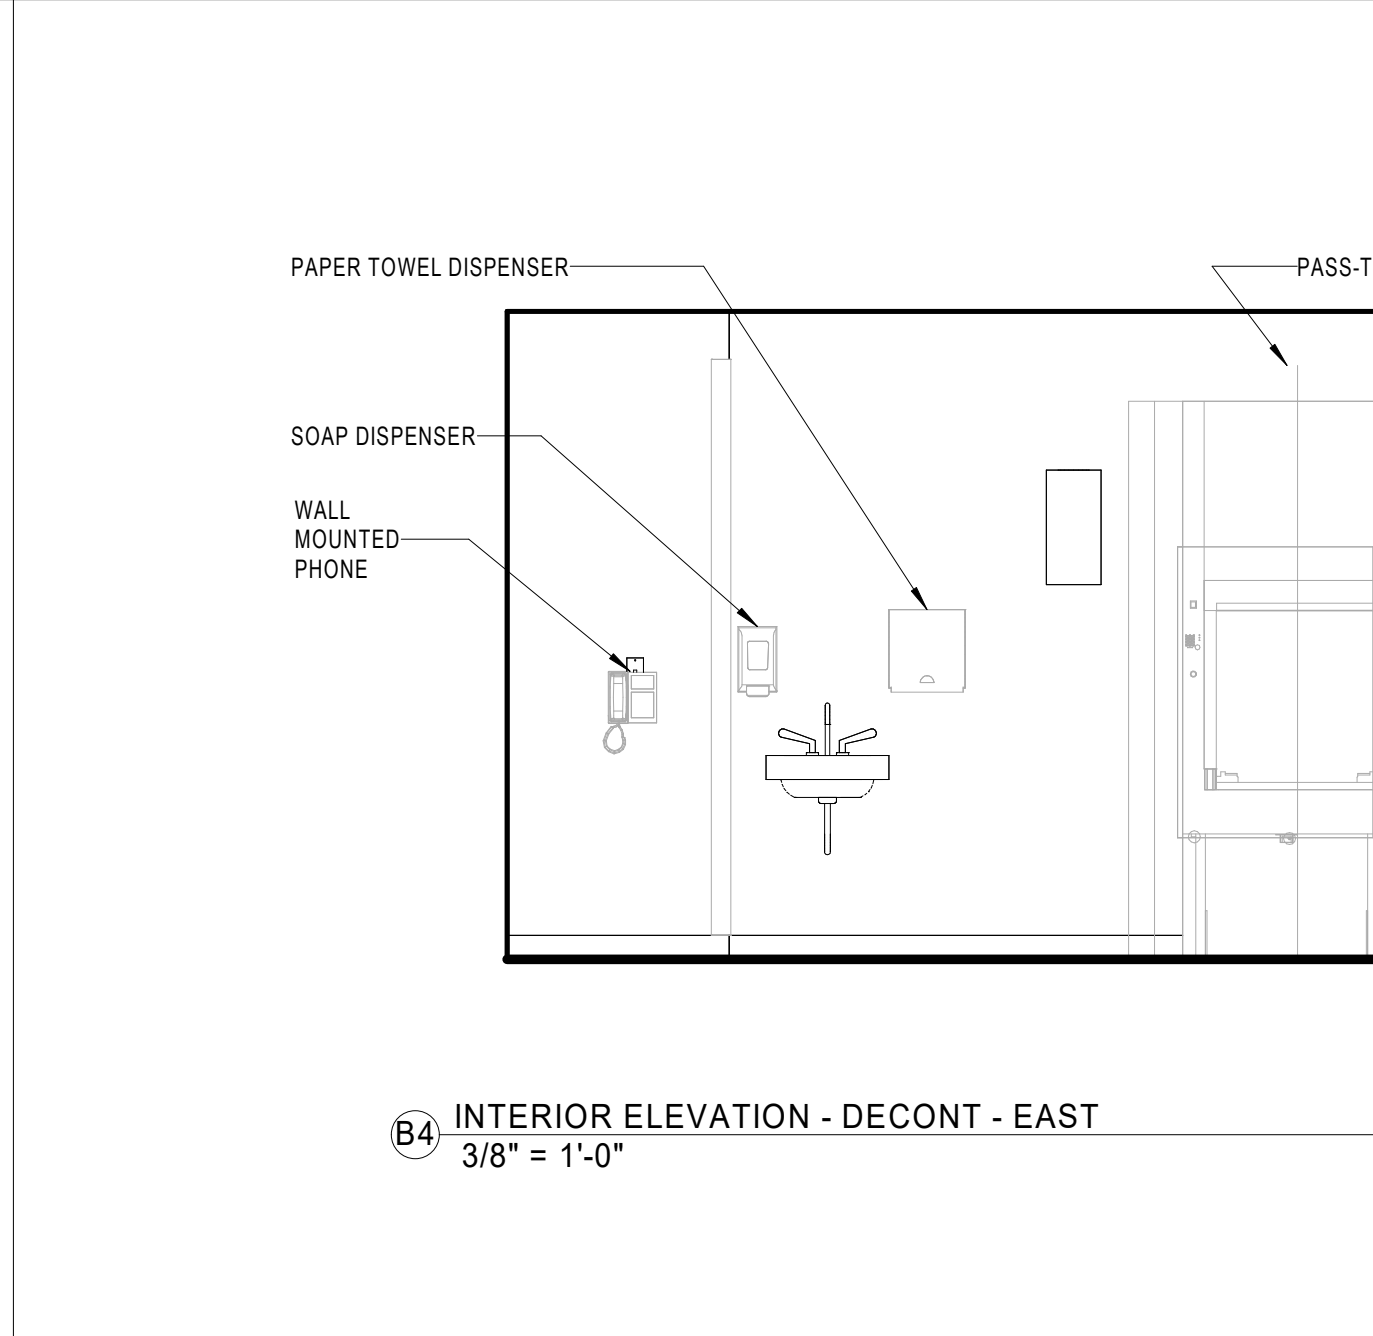 PAPER TOWEL DISPENSER
PASS-T
SOAP DISPENSER
WALL
MOUNTED
PHONE
B4
INTERIOR ELEVATION - DECONT - EAST
3/8" = 1'-0"